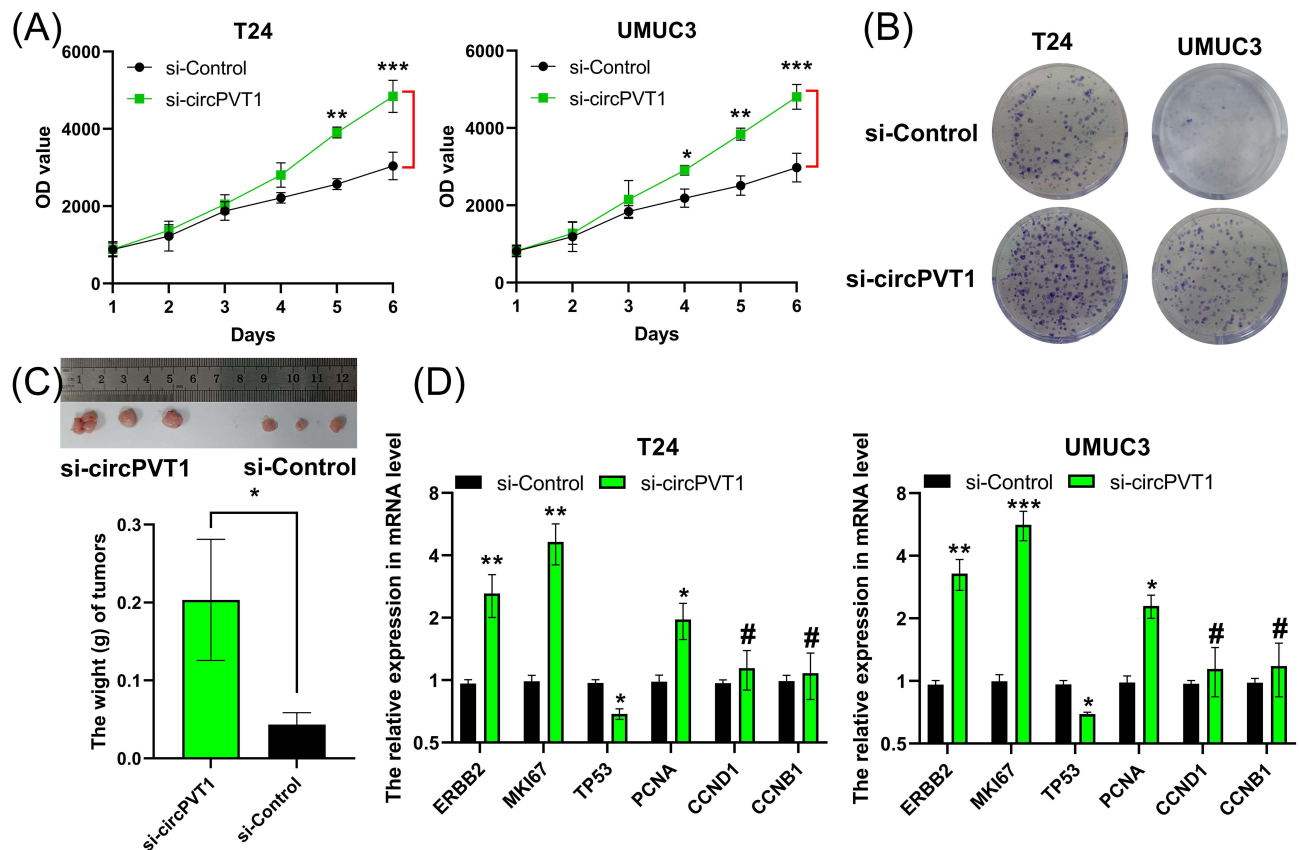 (A)
T24
6000
4000
2000
0
OD value
si-Control
si-circPVT1
**
***
1 2 3 4 5 6
Days
UMUC3
6000
4000
2000
0
OD value
si-Control
si-circPVT1
*
**
***
1 2 3 4 5 6
Days
(B)
T24 UMUC3
si-Control
si-circPVT1
(C)
1 2 3 4 5 6 7 8 9 10 11 12
si-circPVT1 si-Control
*
The wight (g) of tumors
0.3
0.2
0.1
0.0
si-circPVT1
si-Control
(D)
T24
The relative expression in mRNA level
si-Control si-circPVT1
8
4
2
1
0.5
** ** * * # #
ERBB2 MKI67 TP53 PCNA CCND1 CCNB1
UMUC3
The relative expression in mRNA level
si-Control si-circPVT1
8
4
2
1
0.5
** *** * * # #
ERBB2 MKI67 TP53 PCNA CCND1 CCNB1